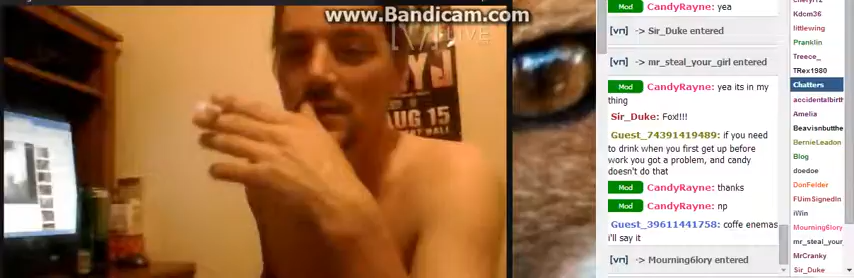 www.Bandicam.com
LIVE
YJ
AUG 15
Mod CandyRayne: yea
[vn] -> Sir_Duke entered
[vn] -> mr_steal_your_girl entered
Mod CandyRayne: yea its in my
thing
Sir_Duke: Fox!!!!
Guest_74391419489: if you need
to drink when you first get up before
work you got a problem, and candy
doesn't do that
Mod CandyRayne: thanks
Mod CandyRayne: np
Guest_39611441758: coffe enemas
i'll say it
[vn] -> Mourning6lory entered
Kdcm36
littlewing
Pranklin
Treece_
TRex1980
Chatters
accidentalbirth
Amelia
Beavisnbutthe
BernieLeadon
Blog
doedoe
DonFelder
FUimSignedIn
iWin
Mourning6lory
mr_steal_your
MrCranky
Sir_Duke